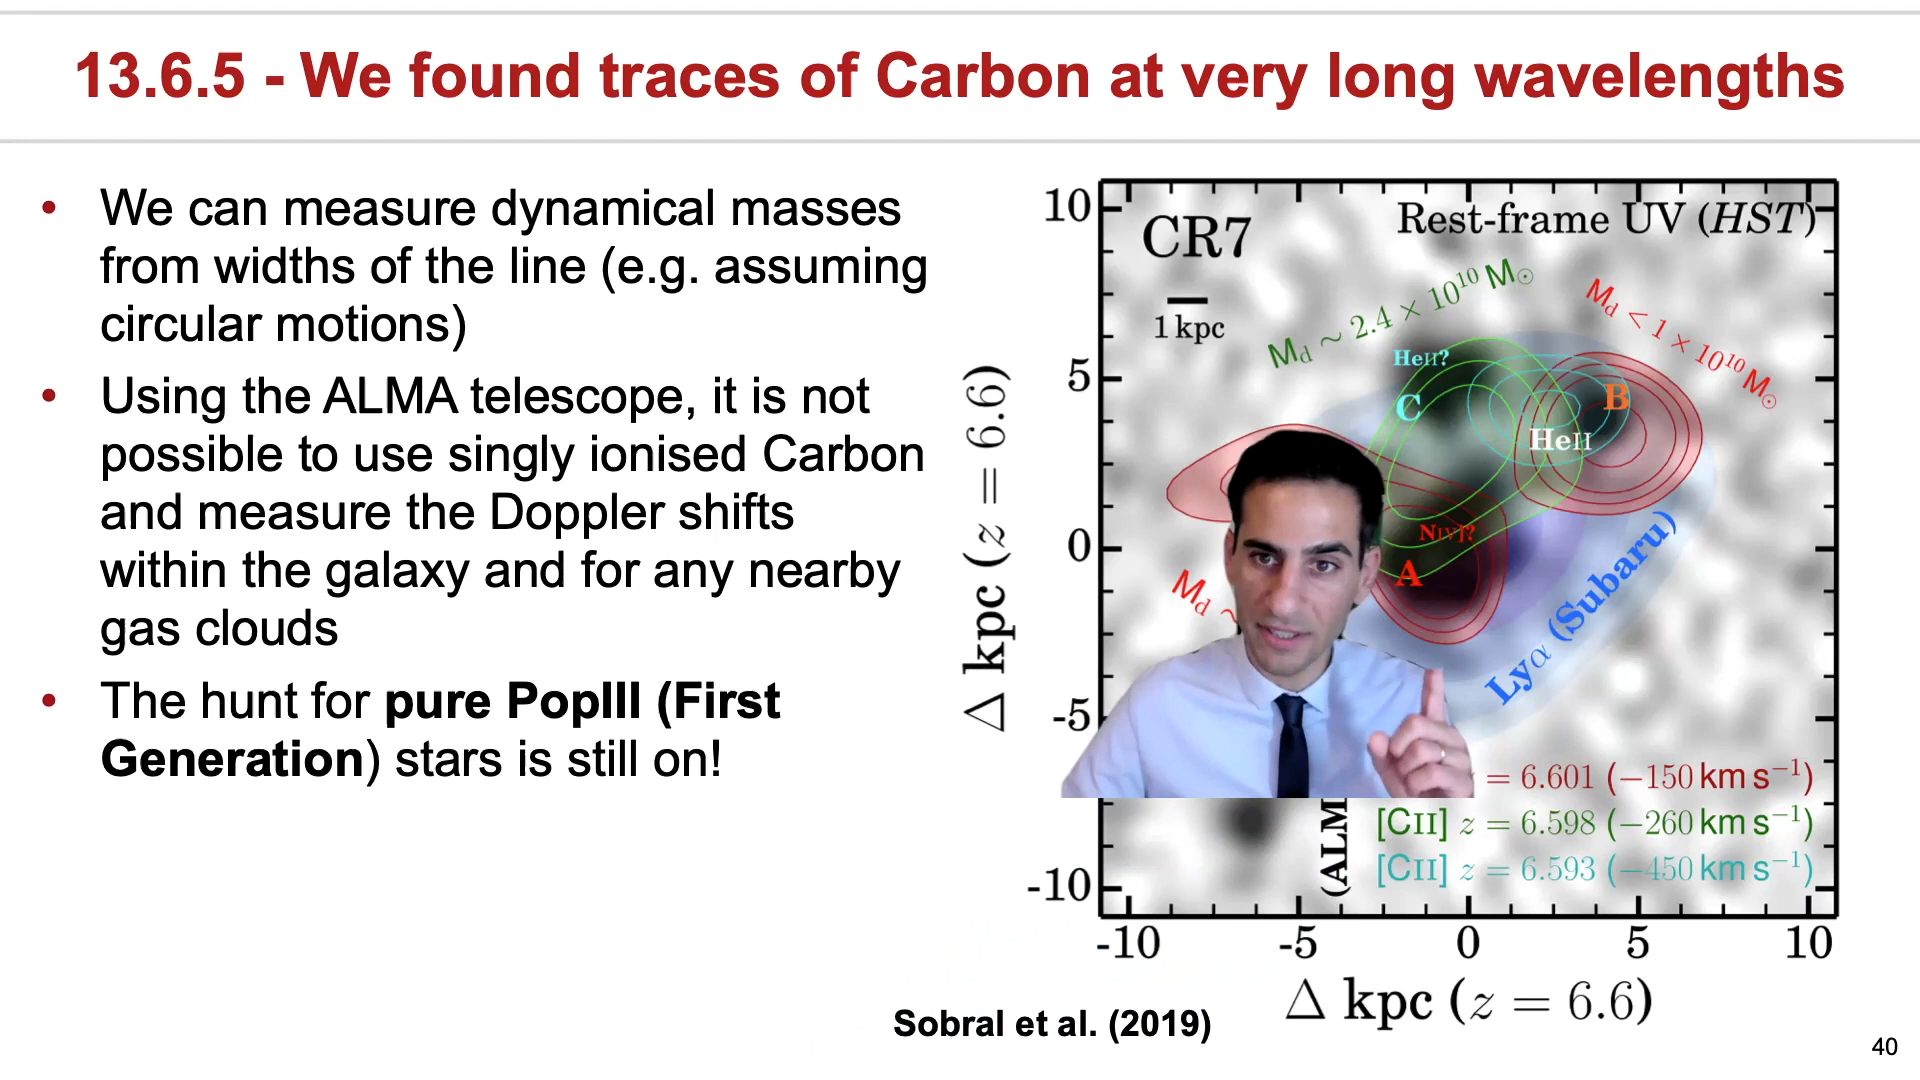 13.6.5 - We found traces of Carbon at very long wavelengths
• We can measure dynamical masses
from widths of the line (e.g. assuming
circular motions)
• Using the ALMA telescope, it is not
possible to use singly ionised Carbon
and measure the Doppler shifts
within the galaxy and for any nearby
gas clouds
• The hunt for pure PopIII (First
Generation) stars is still on!
CR7
Rest-frame UV (HST)
1 kpc
M_d ~ 2.4 × 10¹⁰ M☉
M_d < 1 × 10¹⁰ M☉
HeII?
C
B
HeII
NIV]?
A
M_d ~
Lyα (Subaru)
= 6.601 (−150 km s⁻¹)
[CII] z = 6.598 (−260 km s⁻¹)
[CII] z = 6.593 (−450 km s⁻¹)
(ALM
10
5
0
-5
-10
Δ kpc (z = 6.6)
-10 -5 0 5 10
Δ kpc (z = 6.6)
Sobral et al. (2019)
40